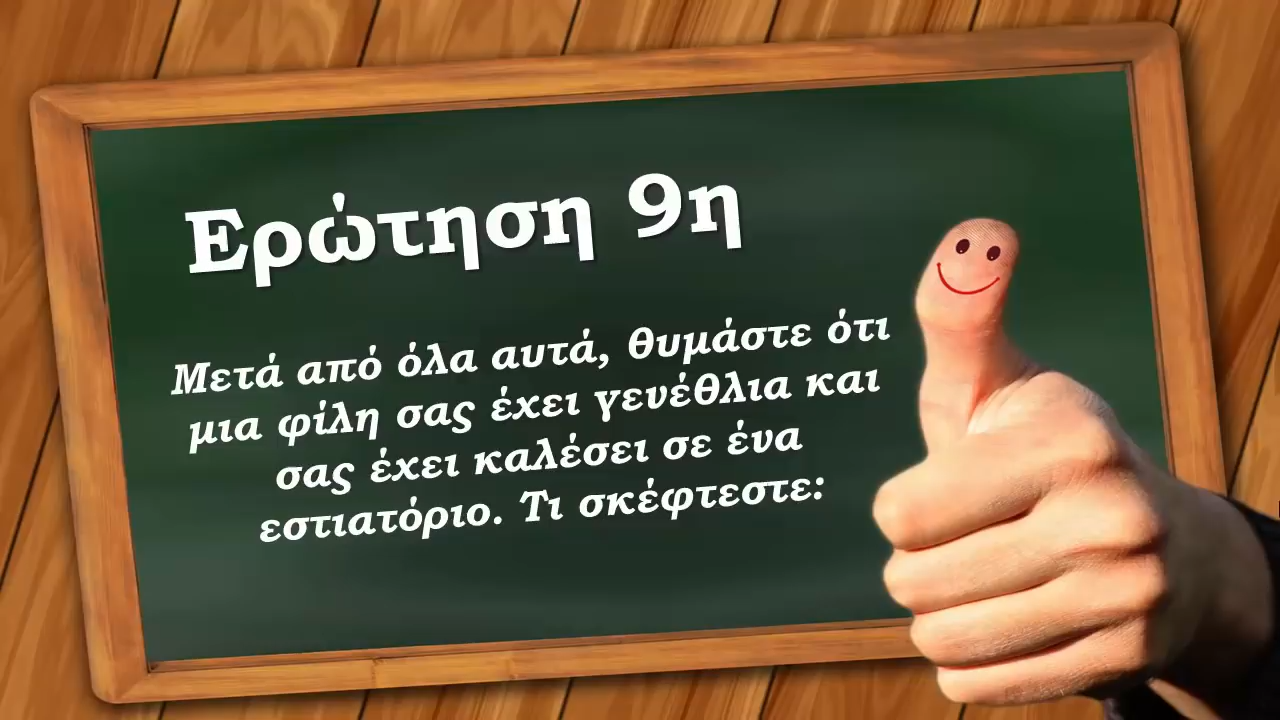 Ερώτηση 9η
Μετά από όλα αυτά, θυμάστε ότι
μια φίλη σας έχει γενέθλια και
σας έχει καλέσει σε ένα
εστιατόριο. Τι σκέφτεστε: